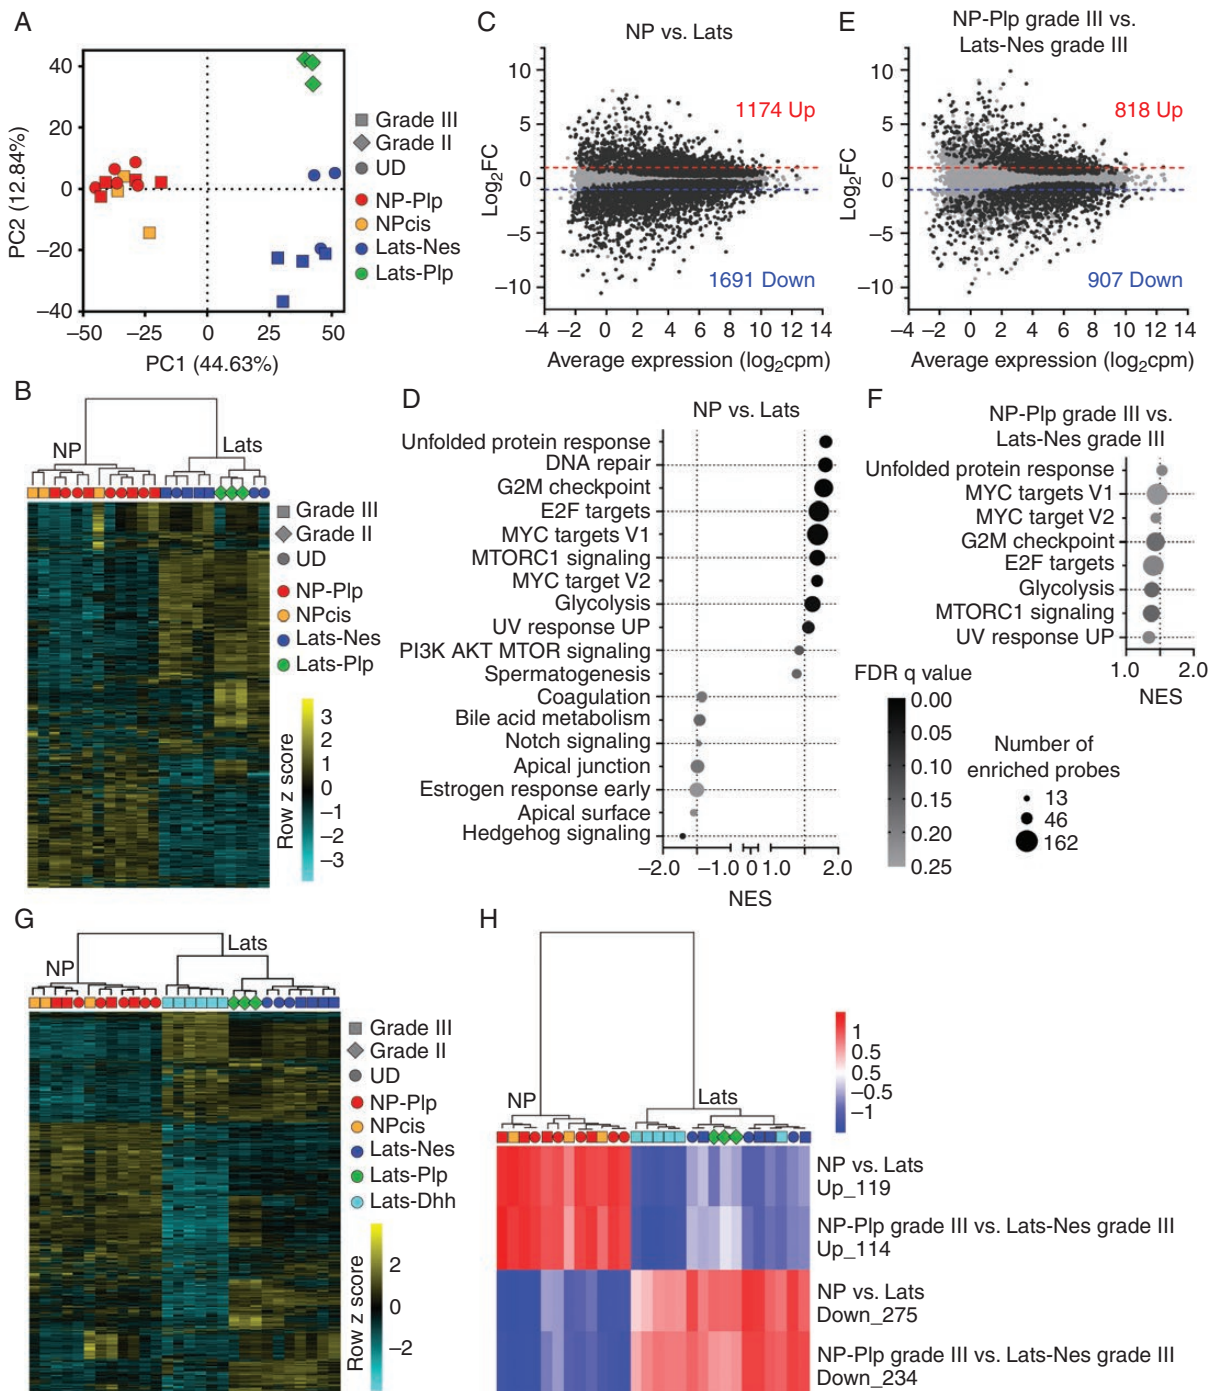 A
PC2 (12.84%)
40
20
0
−20
−40
−50
−25
0
25
50
PC1 (44.63%)
Grade III
Grade II
UD
NP-Plp
NPcis
Lats-Nes
Lats-Plp
C
NP vs. Lats
Log2FC
10
5
0
−5
−10
1174 Up
1691 Down
−4 −2 0 2 4 6 8 10 12 14
Average expression (log2cpm)
E
NP-Plp grade III vs.
Lats-Nes grade III
Log2FC
10
5
0
−5
−10
818 Up
907 Down
−4 −2 0 2 4 6 8 10 12 14
Average expression (log2cpm)
B
NP
Lats
Grade III
Grade II
UD
NP-Plp
NPcis
Lats-Nes
Lats-Plp
Row z score
3
2
1
0
−1
−2
−3
D
NP vs. Lats
Unfolded protein response
DNA repair
G2M checkpoint
E2F targets
MYC targets V1
MTORC1 signaling
MYC target V2
Glycolysis
UV response UP
PI3K AKT MTOR signaling
Spermatogenesis
Coagulation
Bile acid metabolism
Notch signaling
Apical junction
Estrogen response early
Apical surface
Hedgehog signaling
−2.0 −1.0 0 1.0 2.0
NES
F
NP-Plp grade III vs.
Lats-Nes grade III
Unfolded protein response
MYC targets V1
MYC target V2
G2M checkpoint
E2F targets
Glycolysis
MTORC1 signaling
UV response UP
1.0 2.0
NES
FDR q value
0.00
0.05
0.10
0.15
0.20
0.25
Number of
enriched probes
13
46
162
G
NP
Lats
Grade III
Grade II
UD
NP-Plp
NPcis
Lats-Nes
Lats-Plp
Lats-Dhh
Row z score
2
0
−2
H
NP
Lats
1
0.5
0.5
−0.5
−1
NP vs. Lats
Up_119
NP-Plp grade III vs. Lats-Nes grade III
Up_114
NP vs. Lats
Down_275
NP-Plp grade III vs. Lats-Nes grade III
Down_234